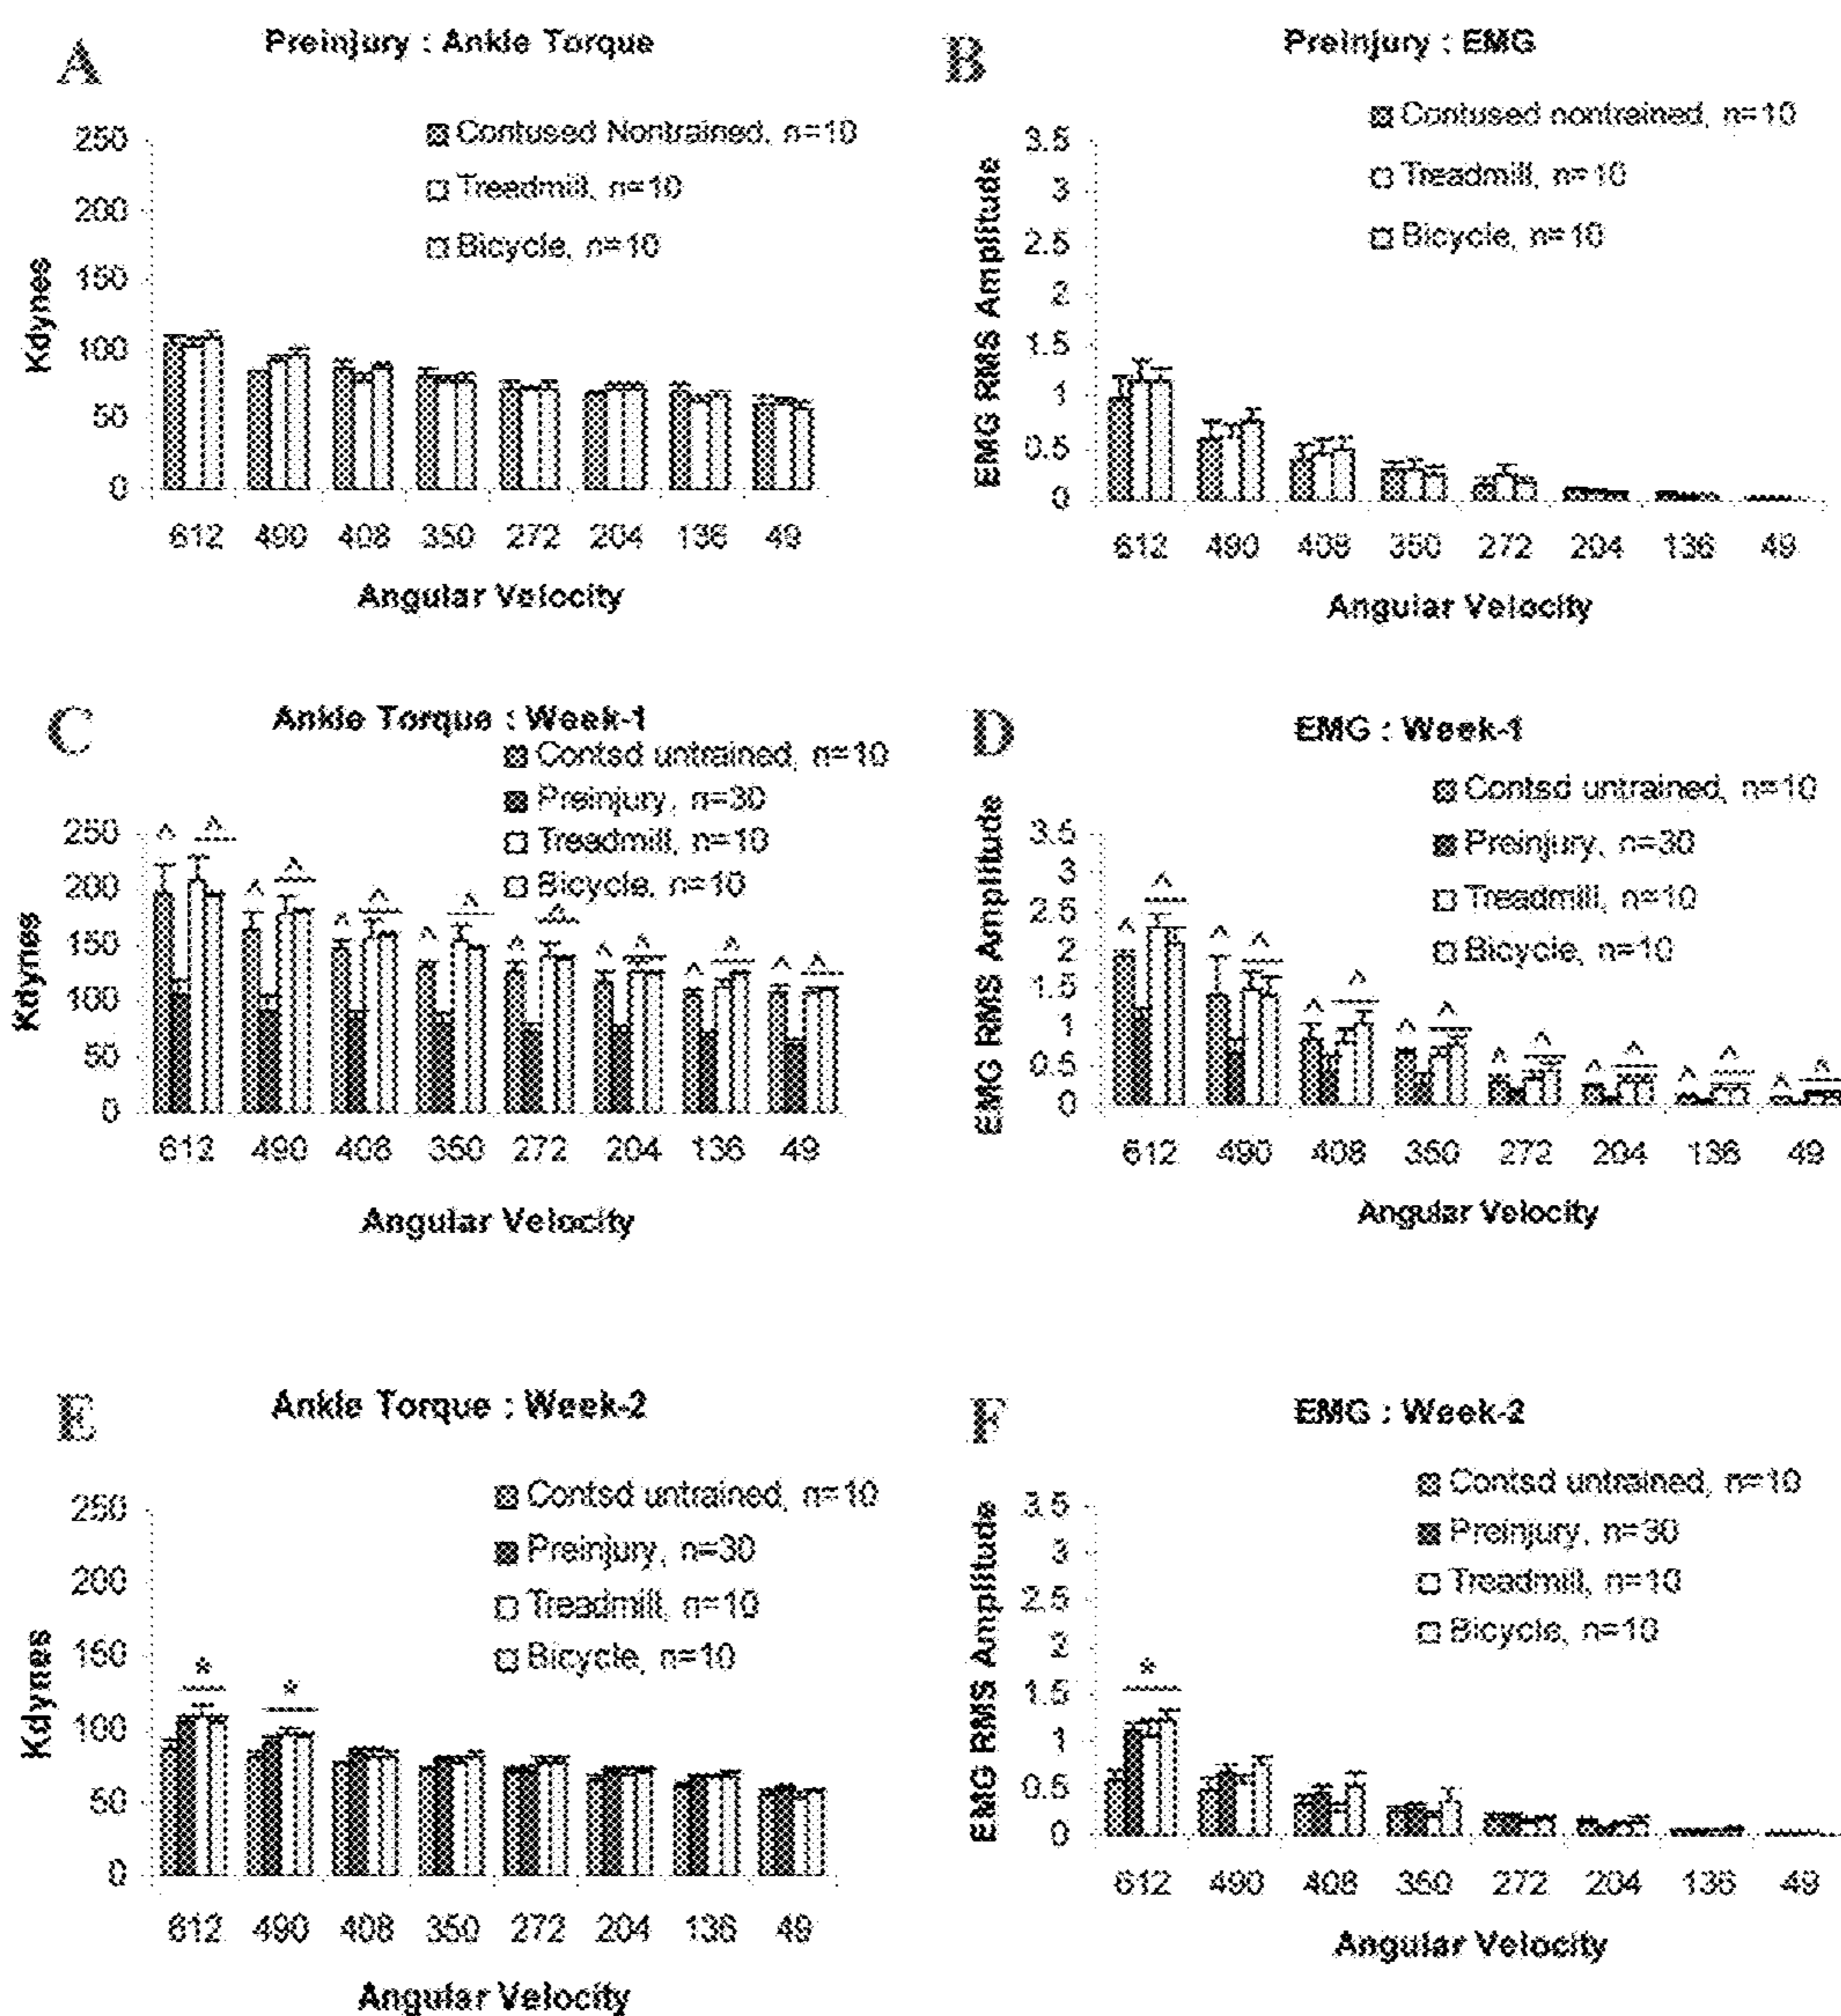 A
Preinjury : Ankle Torque
Contused Nontrained, n=10
Treadmill, n=10
Bicycle, n=10
250
200
150
100
50
0
Kdynes
612 490 408 350 272 204 136 49
Angular Velocity
B
Preinjury : EMG
Contused nontrained, n=10
Treadmill, n=10
Bicycle, n=10
3.5
3
2.5
2
1.5
1
0.5
0
EMG RMS Amplitude
612 490 408 350 272 204 136 49
Angular Velocity
C
Ankle Torque : Week-1
Contsd untrained, n=10
Preinjury, n=30
Treadmill, n=10
Bicycle, n=10
250
200
150
100
50
0
Kdynes
^ ^ ^ ^ ^ ^ ^ ^ ^ ^ ^ ^ ^ ^ ^ ^
612 490 408 350 272 204 136 49
Angular Velocity
D
EMG : Week-1
Contsd untrained, n=10
Preinjury, n=30
Treadmill, n=10
Bicycle, n=10
3.5
3
2.5
2
1.5
1
0.5
0
EMG RMS Amplitude
^ ^ ^ ^ ^ ^ ^ ^ ^ ^ ^ ^ ^ ^ ^ ^
612 490 408 350 272 204 136 49
Angular Velocity
E
Ankle Torque : Week-2
Contsd untrained, n=10
Preinjury, n=30
Treadmill, n=10
Bicycle, n=10
250
200
150
100
50
0
Kdynes
* *
612 490 408 350 272 204 136 49
Angular Velocity
F
EMG : Week-2
Contsd untrained, n=10
Preinjury, n=30
Treadmill, n=10
Bicycle, n=10
3.5
3
2.5
2
1.5
1
0.5
0
EMG RMS Amplitude
*
612 490 408 350 272 204 136 49
Angular Velocity